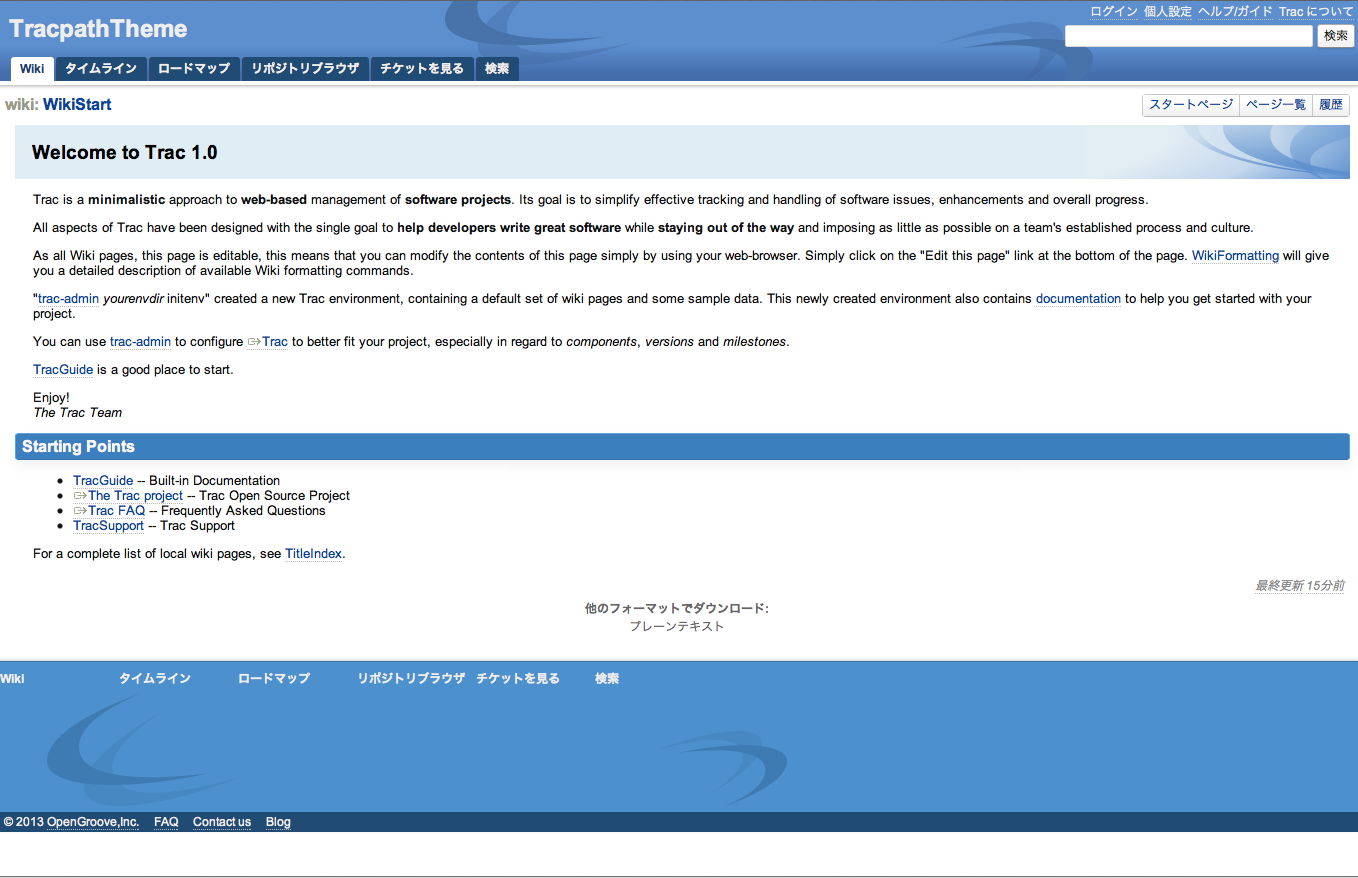 ログイン 個人設定 ヘルプ/ガイド Trac について
TracpathTheme
検索
Wiki タイムライン ロードマップ リポジトリブラウザ チケットを見る 検索
wiki: WikiStart
スタートページ ページ一覧 履歴
Welcome to Trac 1.0
Trac is a minimalistic approach to web-based management of software projects. Its goal is to simplify effective tracking and handling of software issues, enhancements and overall progress.
All aspects of Trac have been designed with the single goal to help developers write great software while staying out of the way and imposing as little as possible on a team's established process and culture.
As all Wiki pages, this page is editable, this means that you can modify the contents of this page simply by using your web-browser. Simply click on the "Edit this page" link at the bottom of the page. WikiFormatting will give
you a detailed description of available Wiki formatting commands.
"trac-admin yourenvdir initenv" created a new Trac environment, containing a default set of wiki pages and some sample data. This newly created environment also contains documentation to help you get started with your
project.
You can use trac-admin to configure Trac to better fit your project, especially in regard to components, versions and milestones.
TracGuide is a good place to start.
Enjoy!
The Trac Team
Starting Points
TracGuide -- Built-in Documentation
The Trac project -- Trac Open Source Project
Trac FAQ -- Frequently Asked Questions
TracSupport -- Trac Support
For a complete list of local wiki pages, see TitleIndex.
最終更新 15分前
他のフォーマットでダウンロード:
プレーンテキスト
Wiki タイムライン ロードマップ リポジトリブラウザ チケットを見る 検索
© 2013 OpenGroove,Inc. FAQ Contact us Blog